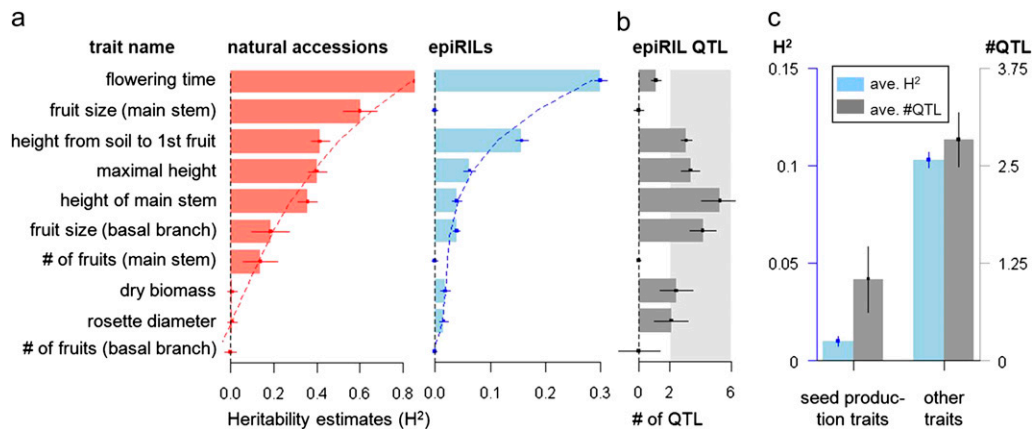 a
b
c
trait name
natural accessions
epiRILs
epiRIL QTL
H²
#QTL
flowering time
fruit size (main stem)
height from soil to 1st fruit
maximal height
height of main stem
fruit size (basal branch)
# of fruits (main stem)
dry biomass
rosette diameter
# of fruits (basal branch)
0.0 0.2 0.4 0.6 0.8
0.0 0.1 0.2 0.3
Heritability estimates (H²)
0 2 4 6
# of QTL
0.15
0.1
0.05
0
3.75
2.5
1.25
0
ave. H²
ave. #QTL
seed produc-
tion traits
other
traits